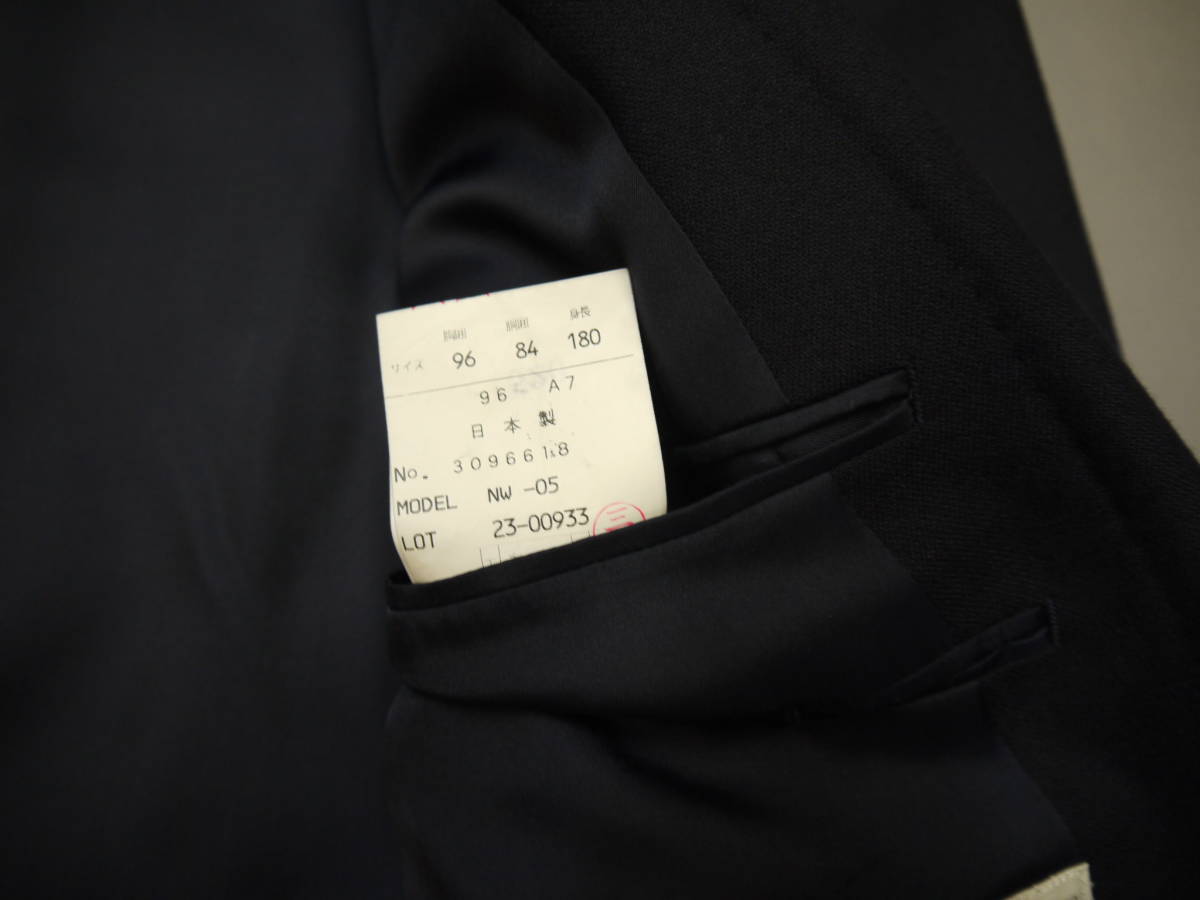 胸囲 胴囲 身長
サイズ 96 84 180
96 A7
日本製
No. 3096618
MODEL NW -05
LOT 23-00933
三